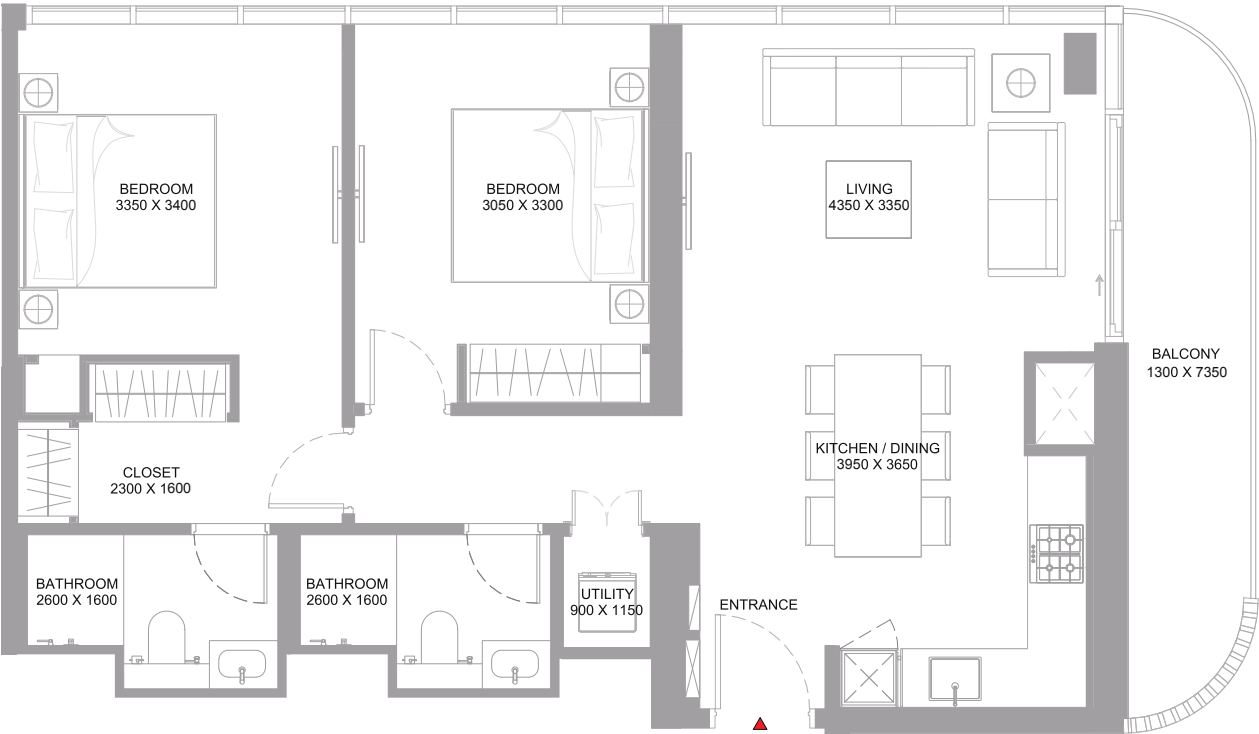 BEDROOM
3350 X 3400
BEDROOM
3050 X 3300
LIVING
4350 X 3350
BALCONY
1300 X 7350
KITCHEN / DINING
3950 X 3650
CLOSET
2300 X 1600
BATHROOM
2600 X 1600
BATHROOM
2600 X 1600
UTILITY
900 X 1150
ENTRANCE